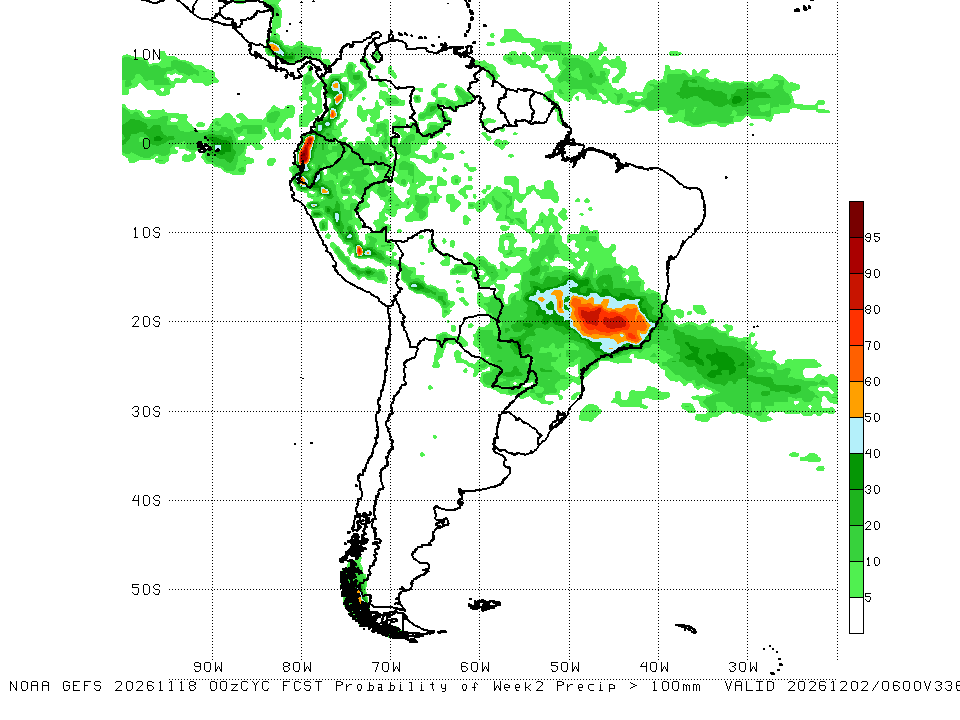 10N
0
10S
20S
30S
40S
50S
90W 80W 70W 60W 50W 40W 30W
95
90
80
70
60
50
40
30
20
10
5
NOAA GEFS 20261118 00zCYC FCST Probability of Week2 Precip > 100mm VALID 20261202/0600V336